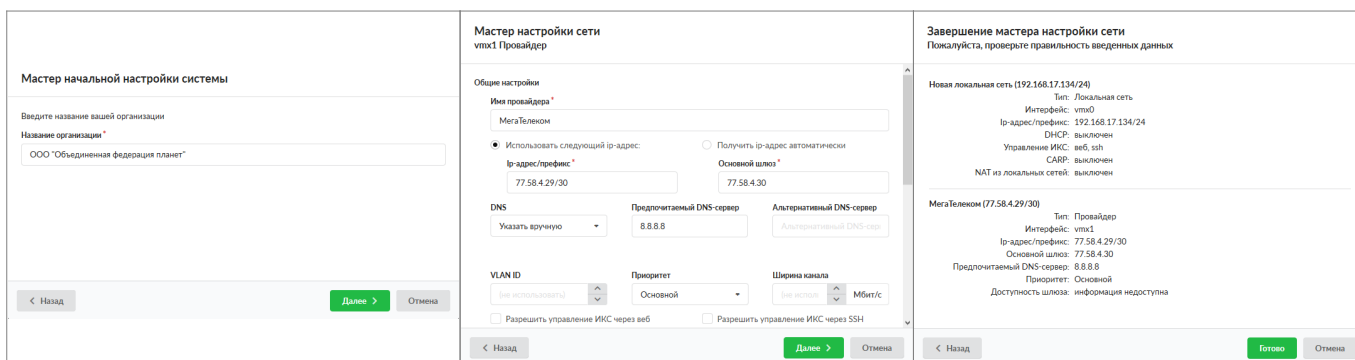 Мастер начальной настройки системы
Введите название вашей организации
Название организации *
ООО "Объединенная федерация планет"
Назад
Далее
Отмена
Мастер настройки сети
vmx1 Провайдер
Общие настройки
Имя провайдера *
МегаТелеком
Использовать следующий ip-адрес:
Получить ip-адрес автоматически
Ip-адрес/префикс *
Основной шлюз *
77.58.4.29/30
77.58.4.30
DNS
Предпочитаемый DNS-сервер
Альтернативный DNS-сервер
Указать вручную
8.8.8.8
Альтернативный DNS-сер
VLAN ID
Приоритет
Ширина канала
(не использовать)
Основной
(не исполь
Мбит/с
Разрешить управление ИКС через веб
Разрешить управление ИКС через SSH
Назад
Далее
Отмена
Завершение мастера настройки сети
Пожалуйста, проверьте правильность введенных данных
Новая локальная сеть (192.168.17.134/24)
Тип: Локальная сеть
Интерфейс: vmx0
Ip-адрес/префикс: 192.168.17.134/24
DHCP: выключен
Управление ИКС: веб, ssh
CARP: выключен
NAT из локальных сетей: выключен
МегаТелеком (77.58.4.29/30)
Тип: Провайдер
Интерфейс: vmx1
Ip-адрес/префикс: 77.58.4.29/30
Основной шлюз: 77.58.4.30
Предпочитаемый DNS-сервер: 8.8.8.8
Приоритет: Основной
Доступность шлюза: информация недоступна
Назад
Готово
Отмена